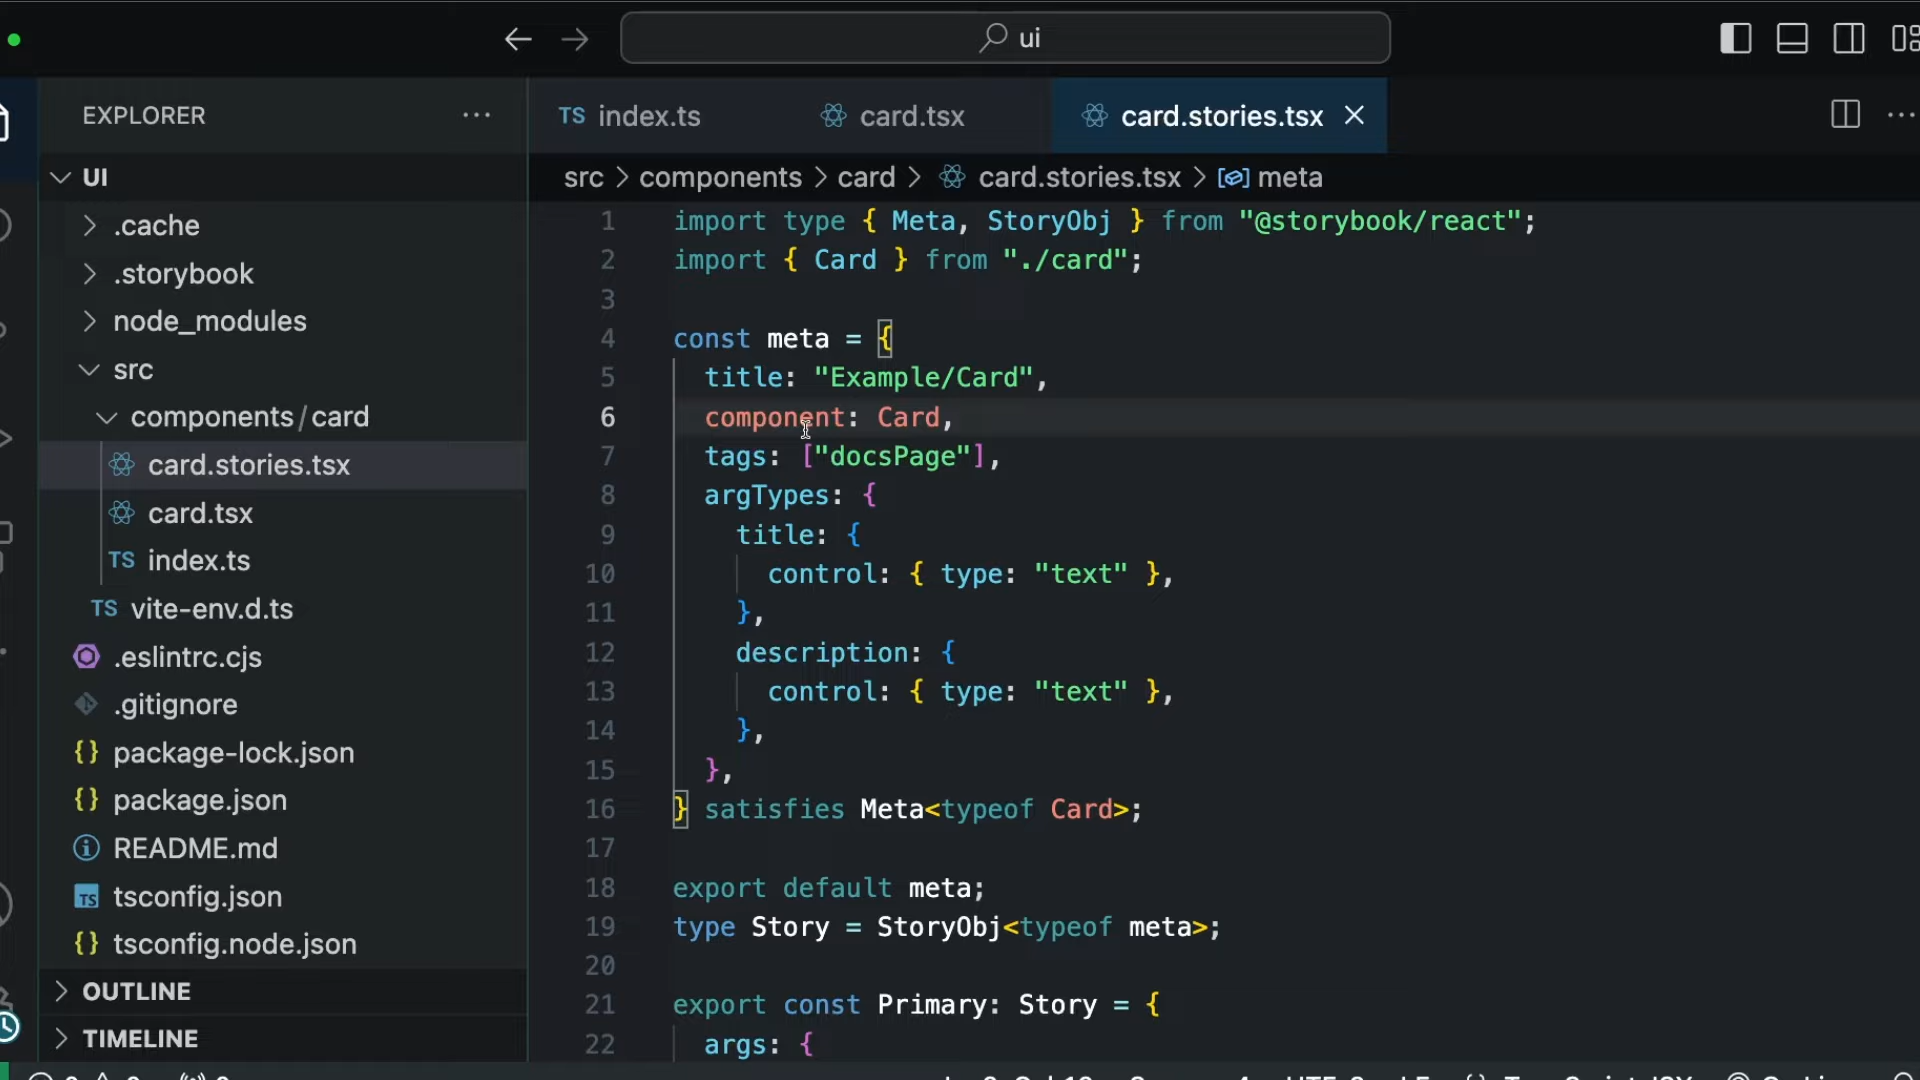 ui
EXPLORER
TS index.ts
card.tsx
card.stories.tsx
UI
src > components > card > card.stories.tsx > meta
.cache
.storybook
node_modules
src
components/card
card.stories.tsx
card.tsx
TS index.ts
TS vite-env.d.ts
.eslintrc.cjs
.gitignore
{} package-lock.json
{} package.json
README.md
TS tsconfig.json
{} tsconfig.node.json
OUTLINE
TIMELINE
1 import type { Meta, StoryObj } from "@storybook/react";
2 import { Card } from "./card";
3
4 const meta = {
5 title: "Example/Card",
6 component: Card,
7 tags: ["docsPage"],
8 argTypes: {
9 title: {
10 control: { type: "text" },
11 },
12 description: {
13 control: { type: "text" },
14 },
15 },
16 } satisfies Meta<typeof Card>;
17
18 export default meta;
19 type Story = StoryObj<typeof meta>;
20
21 export const Primary: Story = {
22 args: {